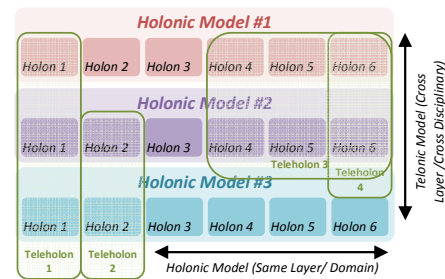 Holonic Model #1
Holon 1 Holon 2 Holon 3 Holon 4 Holon 5 Holon 6
Holonic Model #2
Holon 1 Holon 2 Holon 3 Holon 4 Holon 5 Holon 6
Teleholon 3
Holonic Model #3
Teleholon
4
Holon 1 Holon 2 Holon 3 Holon 4 Holon 5 Holon 6
Teleholon
1
Teleholon
2
Holonic Model (Same Layer/ Domain)
Telonic Model (Cross
Layer /Cross Disciplinary